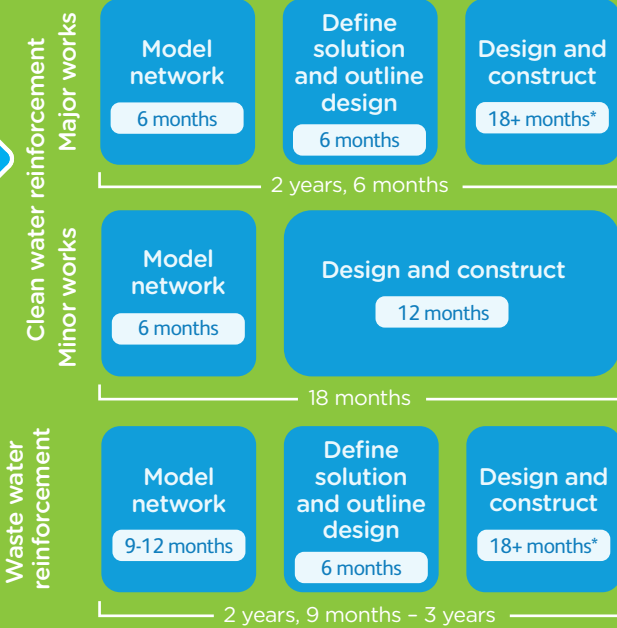 Clean water reinforcement
Major works
Model
network
6 months
Define
solution
and outline
design
6 months
Design and
construct
18+ months*
2 years, 6 months
Minor works
Model
network
6 months
Design and construct
12 months
18 months
Waste water
reinforcement
Model
network
9-12 months
Define
solution
and outline
design
6 months
Design and
construct
18+ months*
2 years, 9 months – 3 years